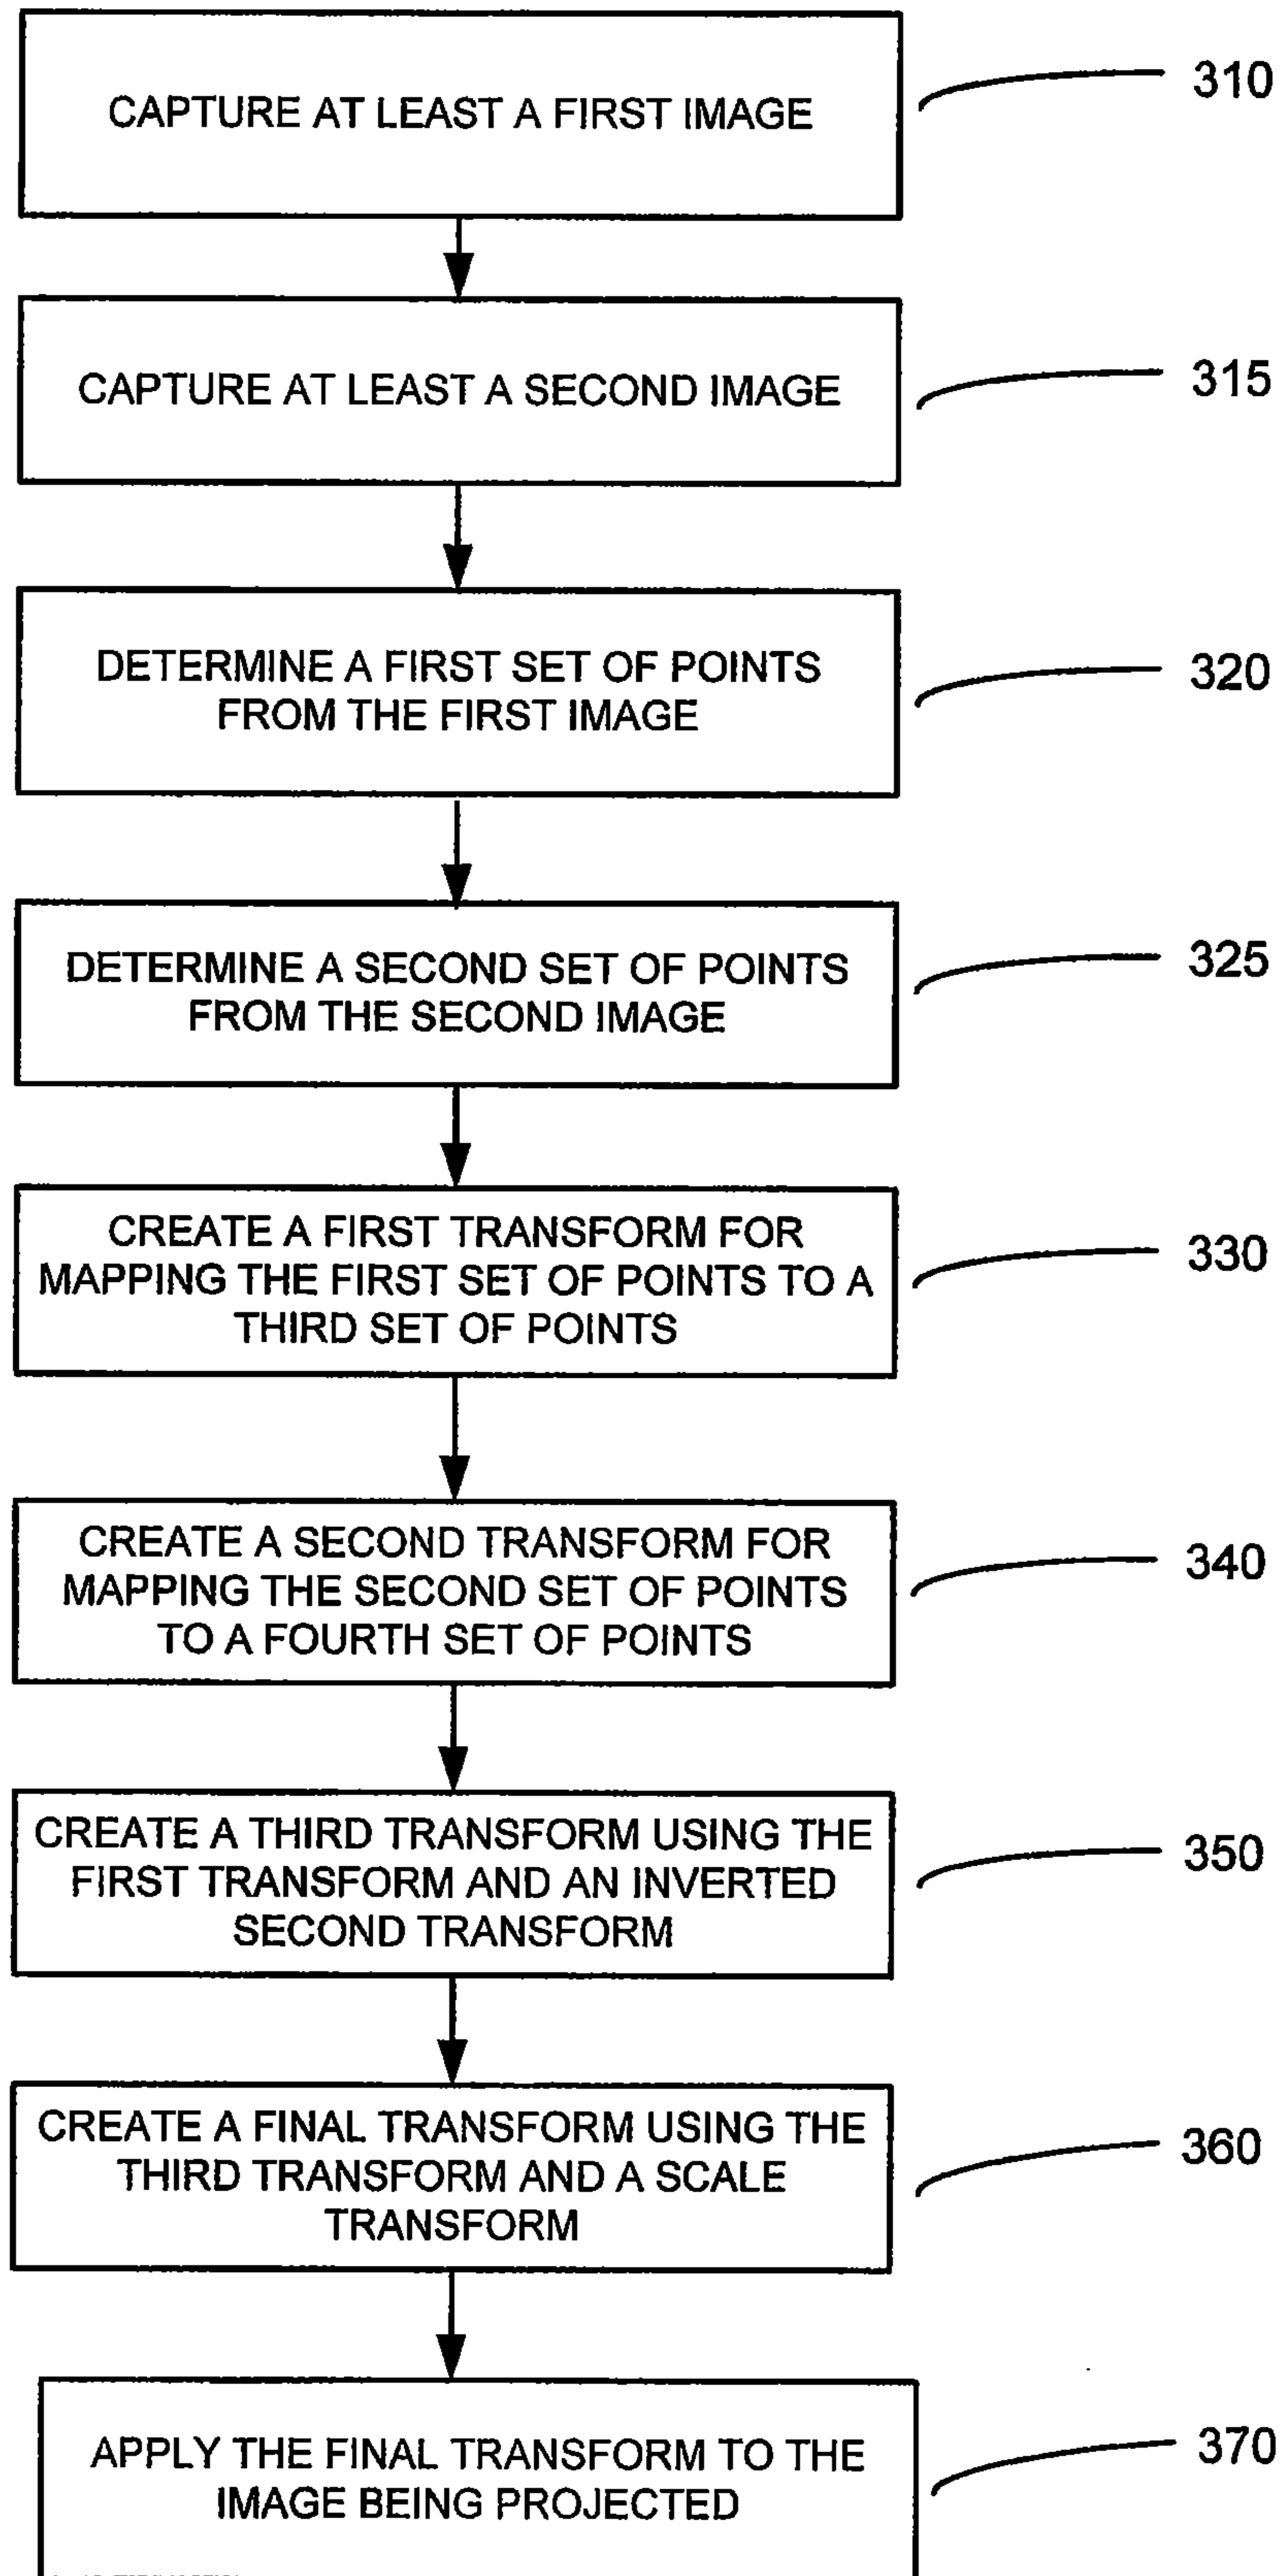 CAPTURE AT LEAST A FIRST IMAGE
310
CAPTURE AT LEAST A SECOND IMAGE
315
DETERMINE A FIRST SET OF POINTS
FROM THE FIRST IMAGE
320
DETERMINE A SECOND SET OF POINTS
FROM THE SECOND IMAGE
325
CREATE A FIRST TRANSFORM FOR
MAPPING THE FIRST SET OF POINTS TO A
THIRD SET OF POINTS
330
CREATE A SECOND TRANSFORM FOR
MAPPING THE SECOND SET OF POINTS
TO A FOURTH SET OF POINTS
340
CREATE A THIRD TRANSFORM USING THE
FIRST TRANSFORM AND AN INVERTED
SECOND TRANSFORM
350
CREATE A FINAL TRANSFORM USING THE
THIRD TRANSFORM AND A SCALE
TRANSFORM
360
APPLY THE FINAL TRANSFORM TO THE
IMAGE BEING PROJECTED
370